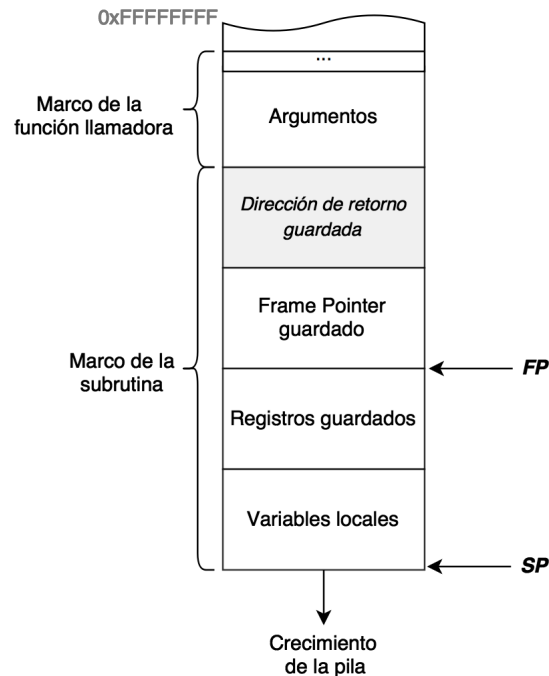 0xFFFFFFFF
...
Marco de la
función llamadora
Argumentos
Dirección de retorno
guardada
Frame Pointer
guardado
Marco de la
subrutina
FP
Registros guardados
Variables locales
SP
Crecimiento
de la pila